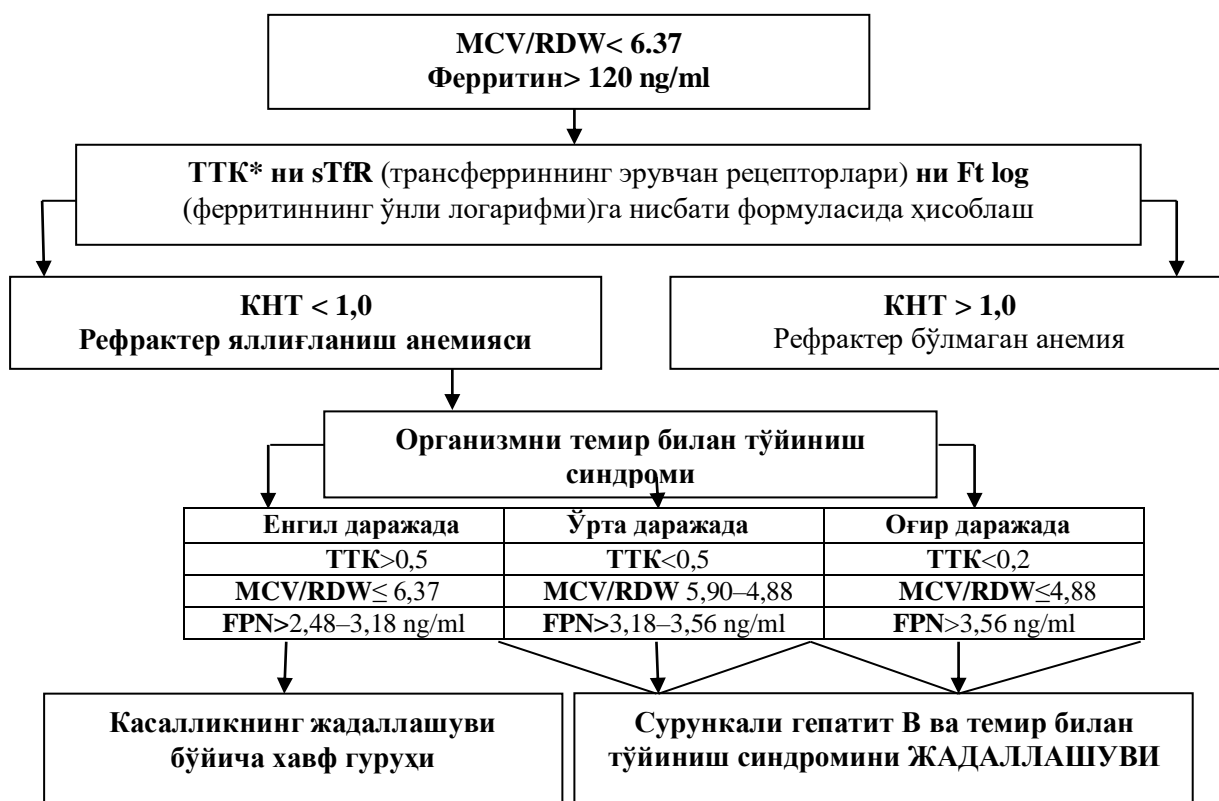 MCV/RDW< 6.37
Ферритин> 120 ng/ml
ТТК* ни sTfR (трансферриннинг эрувчан рецепторлари) ни Ft log
(ферритиннинг ўнли логарифми)га нисбати формуласида ҳисоблаш
КНТ < 1,0
Рефрактер яллиғланиш анемияси
КНТ > 1,0
Рефрактер бўлмаган анемия
Организмни темир билан тўйиниш
синдроми
Енгил даражада
Ўрта даражада
Оғир даражада
ТТК>0,5
ТТК<0,5
ТТК<0,2
MCV/RDW≤ 6,37
MCV/RDW 5,90–4,88
MCV/RDW≤4,88
FPN>2,48–3,18 ng/ml
FPN>3,18–3,56 ng/ml
FPN>3,56 ng/ml
Касалликнинг жадаллашуви
бўйича хавф гуруҳи
Сурункали гепатит В ва темир билан
тўйиниш синдромини ЖАДАЛЛАШУВИ